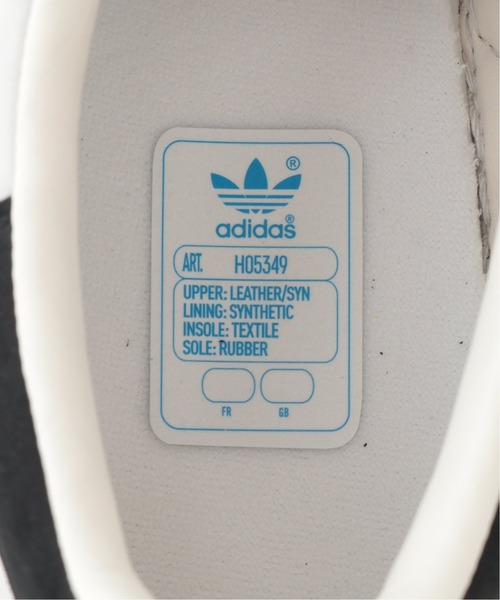 ®
adidas®
ART. H05349
UPPER: LEATHER/SYN
LINING: SYNTHETIC
INSOLE: TEXTILE
SOLE: RUBBER
FR GB